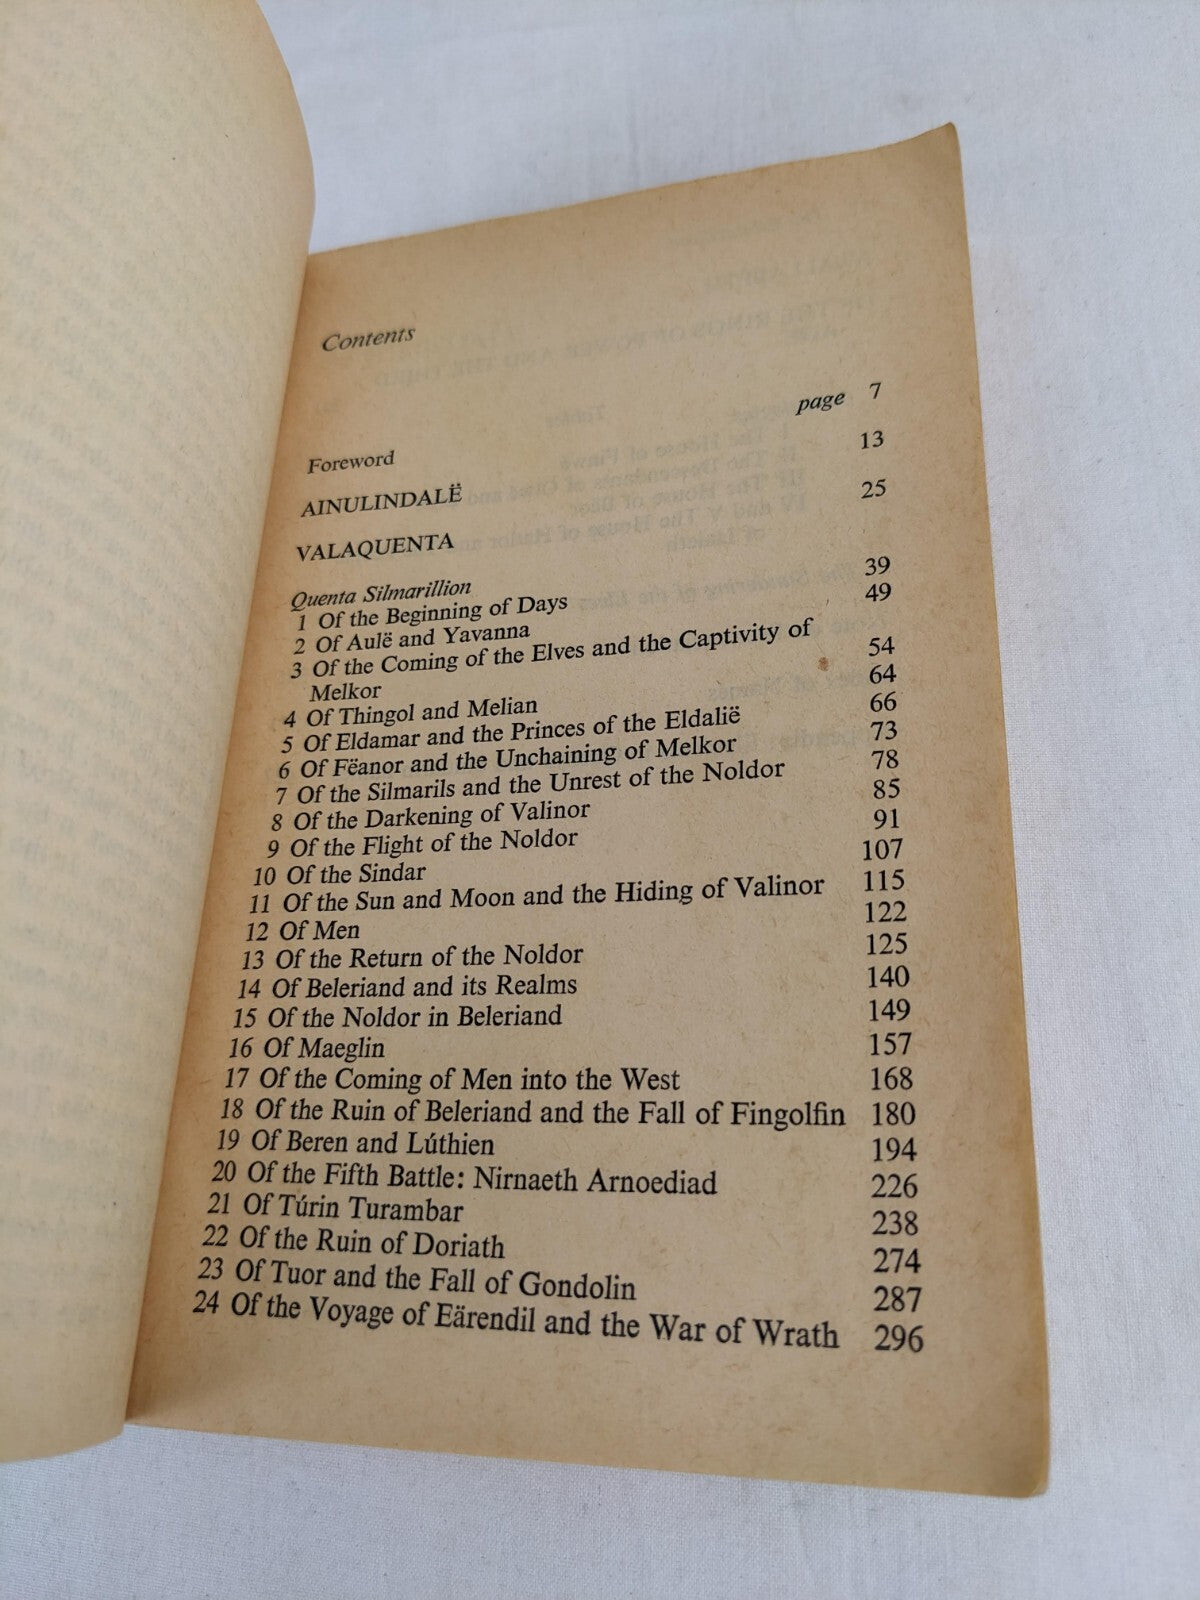 Contents
Foreword page 7
AINULINDALË 13
VALAQUENTA 25
Quenta Silmarillion
1 Of the Beginning of Days 39
2 Of Aulë and Yavanna 49
3 Of the Coming of the Elves and the Captivity of
Melkor 54
4 Of Thingol and Melian 64
5 Of Eldamar and the Princes of the Eldalië 66
6 Of Fëanor and the Unchaining of Melkor 73
7 Of the Silmarils and the Unrest of the Noldor 78
8 Of the Darkening of Valinor 85
9 Of the Flight of the Noldor 91
10 Of the Sindar 107
11 Of the Sun and Moon and the Hiding of Valinor 115
12 Of Men 122
13 Of the Return of the Noldor 125
14 Of Beleriand and its Realms 140
15 Of the Noldor in Beleriand 149
16 Of Maeglin 157
17 Of the Coming of Men into the West 168
18 Of the Ruin of Beleriand and the Fall of Fingolfin 180
19 Of Beren and Lúthien 194
20 Of the Fifth Battle: Nirnaeth Arnoediad 226
21 Of Túrin Turambar 238
22 Of the Ruin of Doriath 274
23 Of Tuor and the Fall of Gondolin 287
24 Of the Voyage of Eärendil and the War of Wrath 296